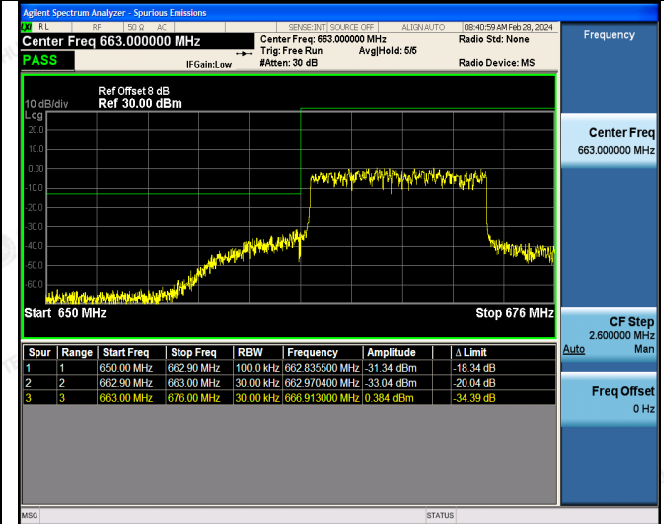 Agilent Spectrum Analyzer - Spurious Emissions
RL RF 50 Ω AC SENSE:INT SOURCE OFF ALIGN AUTO 08:40:59 AM Feb 28, 2024
Center Freq 663.000000 MHz Center Freq: 663.000000 MHz Radio Std: None Frequency
Trig: Free Run Avg|Hold: 5/5
PASS IFGain:Low #Atten: 30 dB Radio Device: MS
Ref Offset 8 dB
10 dB/div Ref 30.00 dBm
Log
20.0
10.0
0.00
-10.0
-20.0
-30.0
-40.0
-50.0
-60.0
Start 650 MHz Stop 676 MHz
Spur Range Start Freq Stop Freq RBW Frequency Amplitude Δ Limit
1 1 650.00 MHz 662.90 MHz 100.0 kHz 662.835500 MHz -31.34 dBm -18.34 dB
2 2 662.90 MHz 663.00 MHz 30.00 kHz 662.970400 MHz -33.04 dBm -20.04 dB
3 3 663.00 MHz 676.00 MHz 30.00 kHz 666.913000 MHz 0.384 dBm -34.39 dB
Center Freq
663.000000 MHz
CF Step
2.600000 MHz
Auto Man
Freq Offset
0 Hz
MSG STATUS